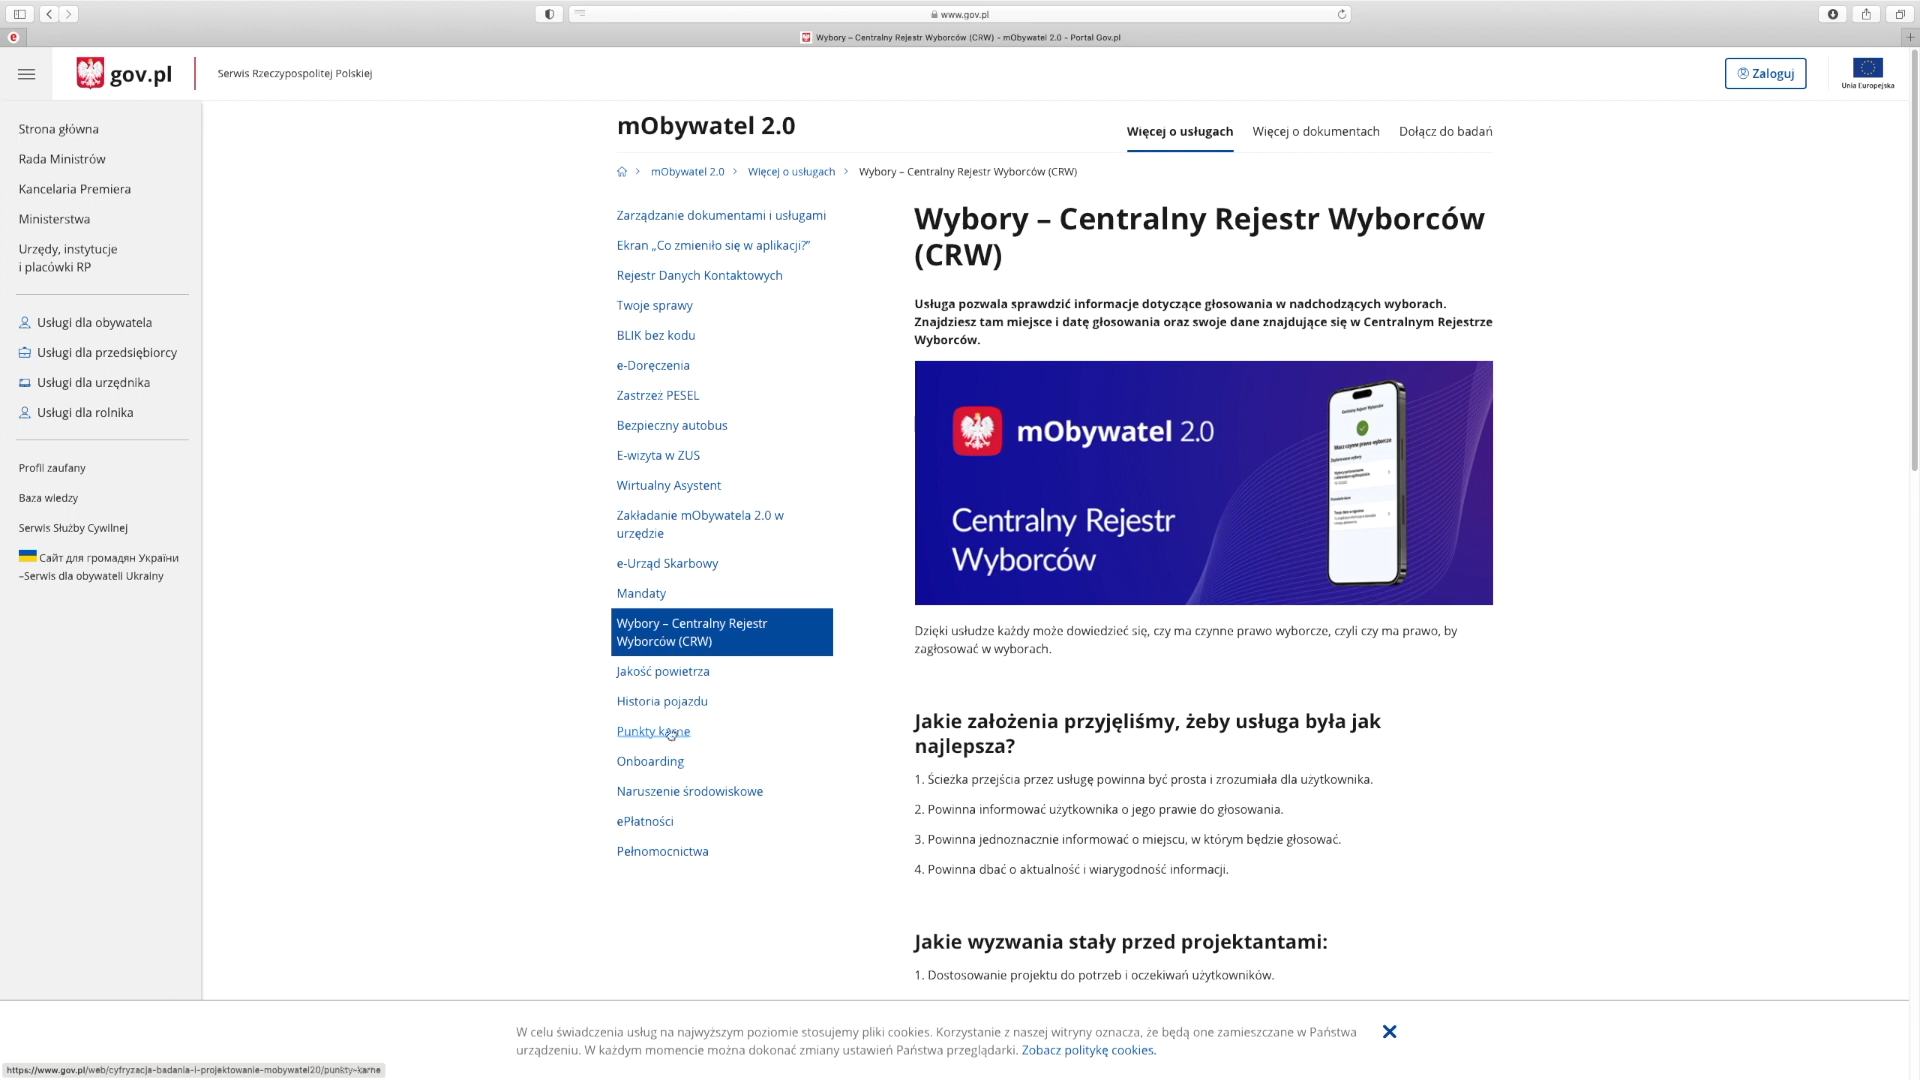 www.gov.pl
Wybory – Centralny Rejestr Wyborców (CRW) - mObywatel 2.0 - Portal Gov.pl
gov.pl
Serwis Rzeczypospolitej Polskiej
Zaloguj
Unia Europejska
Strona główna
Rada Ministrów
Kancelaria Premiera
Ministerstwa
Urzędy, instytucje
i placówki RP
Usługi dla obywatela
Usługi dla przedsiębiorcy
Usługi dla urzędnika
Usługi dla rolnika
Profil zaufany
Baza wiedzy
Serwis Służby Cywilnej
Сайт для громадян України
–Serwis dla obywateli Ukrainy
mObywatel 2.0
Więcej o usługach
Więcej o dokumentach
Dołącz do badań
mObywatel 2.0 > Więcej o usługach > Wybory – Centralny Rejestr Wyborców (CRW)
Zarządzanie dokumentami i usługami
Ekran „Co zmieniło się w aplikacji?”
Rejestr Danych Kontaktowych
Twoje sprawy
BLIK bez kodu
e-Doręczenia
Zastrzeż PESEL
Bezpieczny autobus
E-wizyta w ZUS
Wirtualny Asystent
Zakładanie mObywatela 2.0 w
urzędzie
e-Urząd Skarbowy
Mandaty
Wybory – Centralny Rejestr
Wyborców (CRW)
Jakość powietrza
Historia pojazdu
Punkty karne
Onboarding
Naruszenie środowiskowe
ePłatności
Pełnomocnictwa
Wybory – Centralny Rejestr Wyborców
(CRW)
Usługa pozwala sprawdzić informacje dotyczące głosowania w nadchodzących wyborach.
Znajdziesz tam miejsce i datę głosowania oraz swoje dane znajdujące się w Centralnym Rejestrze
Wyborców.
mObywatel 2.0
Centralny Rejestr
Wyborców
Centralny Rejestr Wyborców
Masz czynne prawo wyborcze
Dzięki usłudze każdy może dowiedzieć się, czy ma czynne prawo wyborcze, czyli czy ma prawo, by
zagłosować w wyborach.
Jakie założenia przyjęliśmy, żeby usługa była jak
najlepsza?
1. Ścieżka przejścia przez usługę powinna być prosta i zrozumiała dla użytkownika.
2. Powinna informować użytkownika o jego prawie do głosowania.
3. Powinna jednoznacznie informować o miejscu, w którym będzie głosować.
4. Powinna dbać o aktualność i wiarygodność informacji.
Jakie wyzwania stały przed projektantami:
1. Dostosowanie projektu do potrzeb i oczekiwań użytkowników.
W celu świadczenia usług na najwyższym poziomie stosujemy pliki cookies. Korzystanie z naszej witryny oznacza, że będą one zamieszczane w Państwa
urządzeniu. W każdym momencie można dokonać zmiany ustawień Państwa przeglądarki. Zobacz politykę cookies.
https://www.gov.pl/web/cyfryzacja-badania-i-projektowanie-mobywatel20/punkty-karne